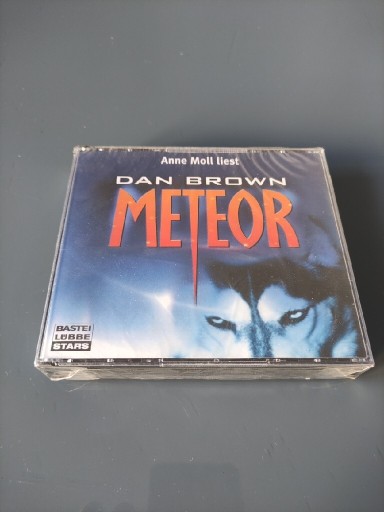 Anne Moll liest
DAN BROWN
METEOR
BASTEI
LÜBBE
STARS